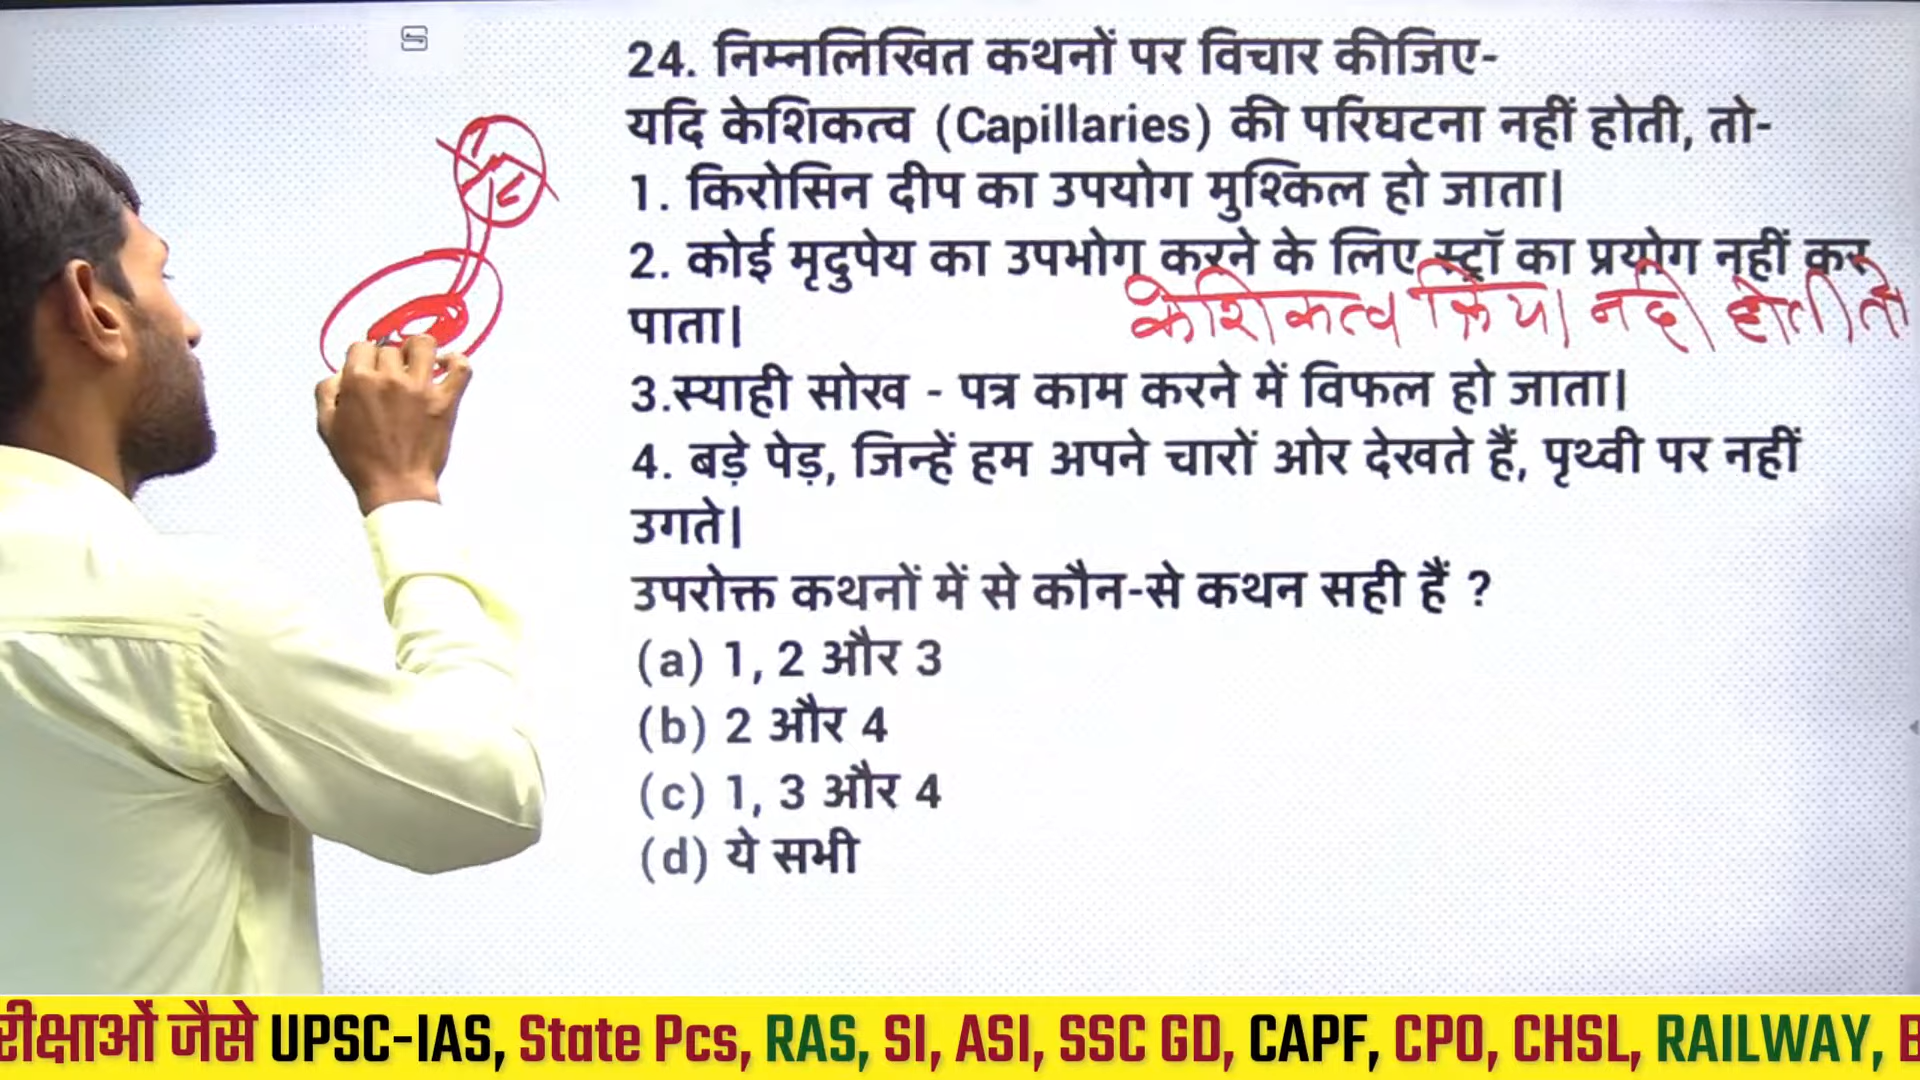 24. निम्नलिखित कथनों पर विचार कीजिए-
यदि केशिकत्व (Capillaries) की परिघटना नहीं होती, तो-
1. किरोसिन दीप का उपयोग मुश्किल हो जाता|
2. कोई मृदुपेय का उपभोग करने के लिए स्ट्रॉ का प्रयोग नहीं कर
पाता|
केशिकत्व क्रिया नही होती तो
3.स्याही सोख - पत्र काम करने में विफल हो जाता|
4. बड़े पेड़, जिन्हें हम अपने चारों ओर देखते हैं, पृथ्वी पर नहीं
उगते|
उपरोक्त कथनों में से कौन-से कथन सही हैं ?
(a) 1, 2 और 3
(b) 2 और 4
(c) 1, 3 और 4
(d) ये सभी
रीक्षाओं जैसे UPSC-IAS, State Pcs, RAS, SI, ASI, SSC GD, CAPF, CPO, CHSL, RAILWAY,